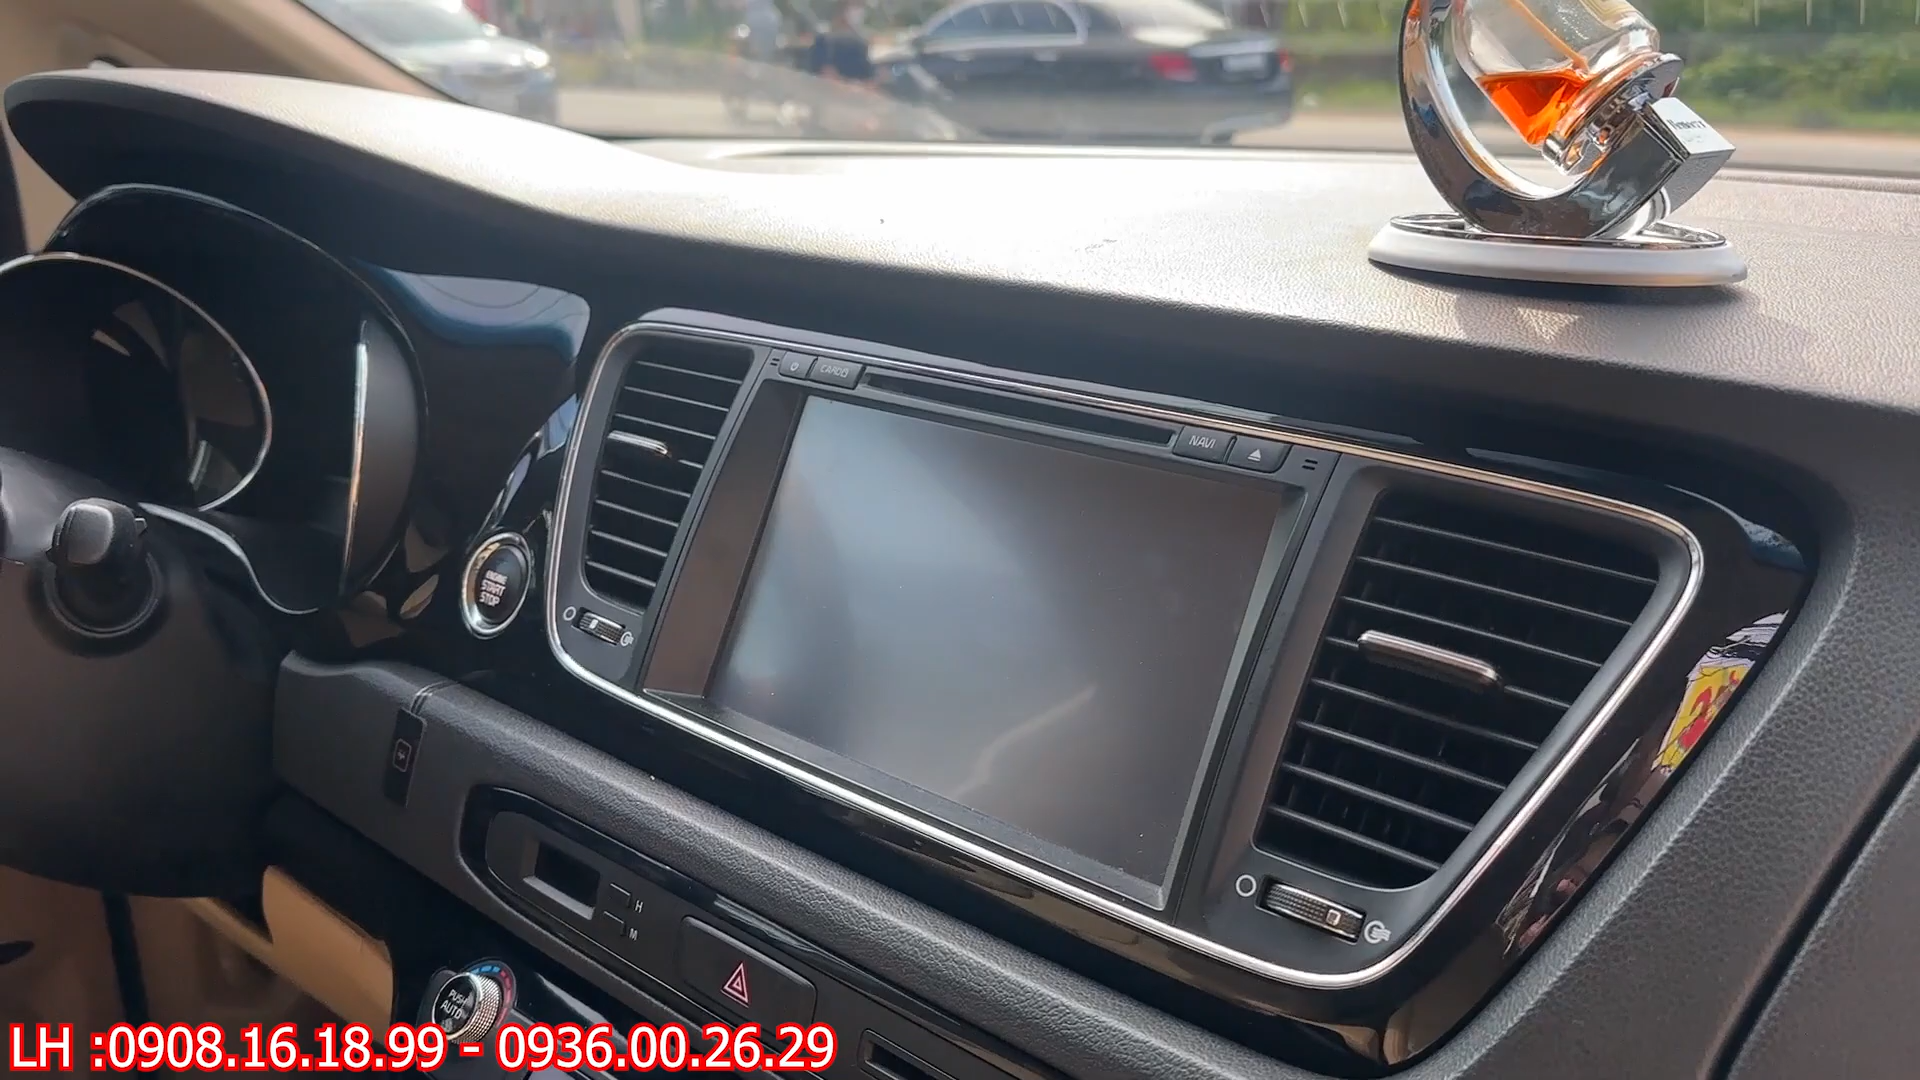 CARD
NAVI
ENGINE
START
STOP
H
M
PUSH
AUTO
LH :0908.16.18.99 - 0936.00.26.29